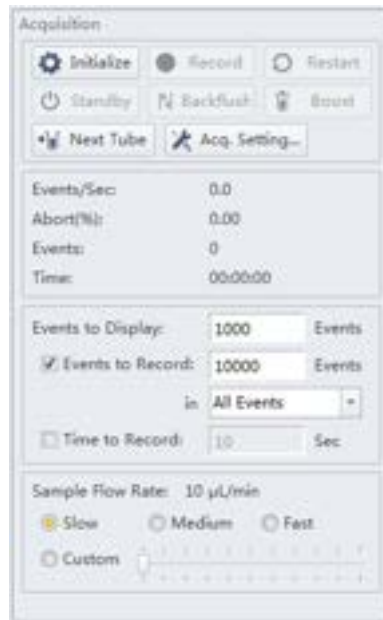 Acquisition
Initialize Record Restart
Standby Backflush Boost
Next Tube Acq. Setting...
Events/Sec: 0.0
Abort(%): 0.00
Events: 0
Time: 00:00:00
Events to Display: 1000 Events
Events to Record: 10000 Events
in All Events
Time to Record: 10 Sec
Sample Flow Rate: 10 µL/min
Slow Medium Fast
Custom